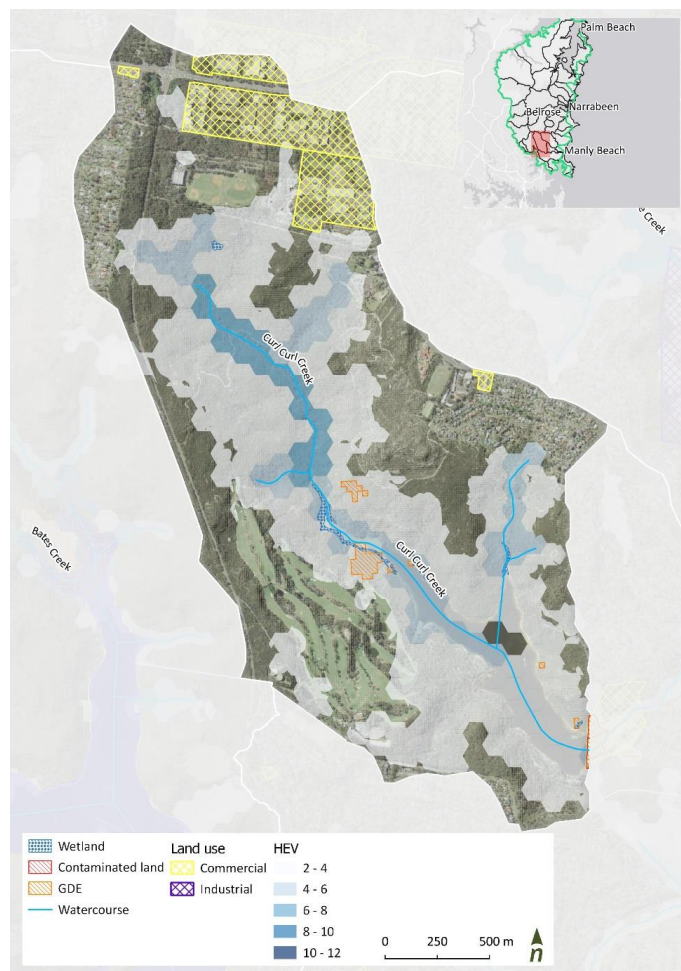 Palm Beach
Narrabeen
Belrose
Manly Beach
Creek
Curl Curl Creek
Curl Curl Creek
Bates Creek
Wetland
Contaminated land
GDE
Watercourse
Land use
Commercial
Industrial
HEV
2 - 4
4 - 6
6 - 8
8 - 10
10 - 12
0 250 500 m
n